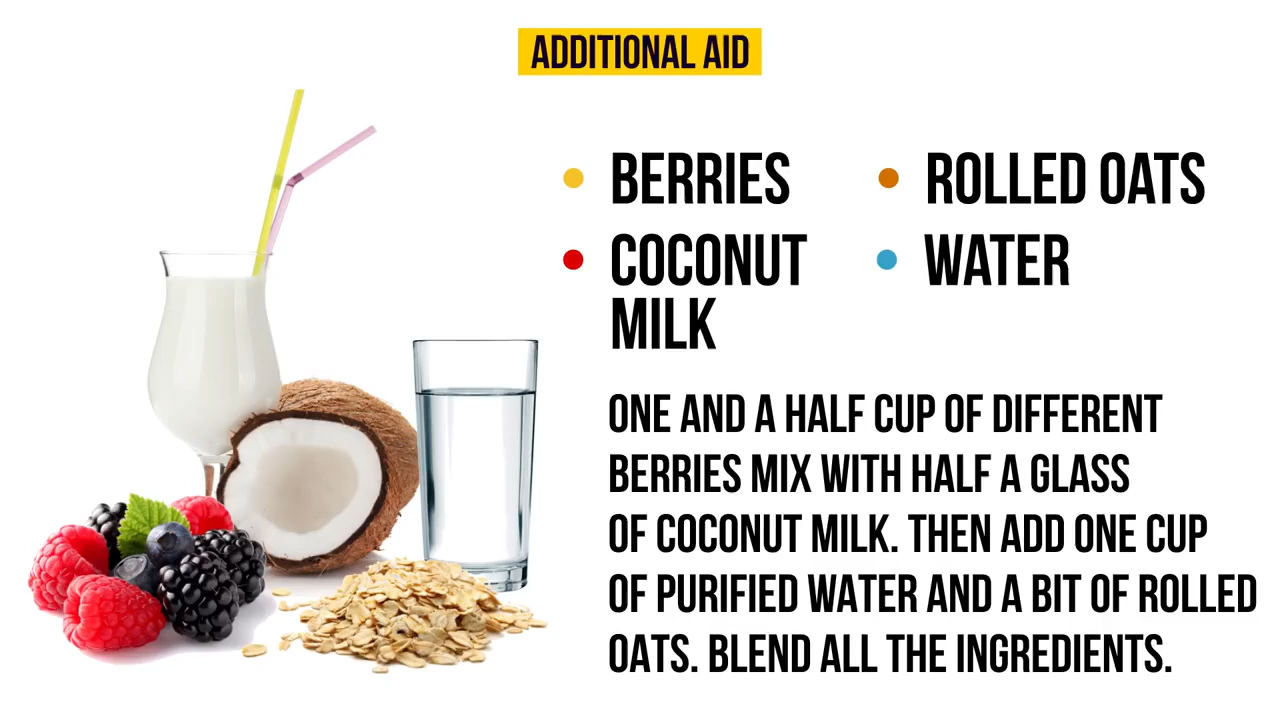 ADDITIONAL AID
BERRIES
ROLLED OATS
COCONUT
MILK
WATER
ONE AND A HALF CUP OF DIFFERENT
BERRIES MIX WITH HALF A GLASS
OF COCONUT MILK. THEN ADD ONE CUP
OF PURIFIED WATER AND A BIT OF ROLLED
OATS. BLEND ALL THE INGREDIENTS.